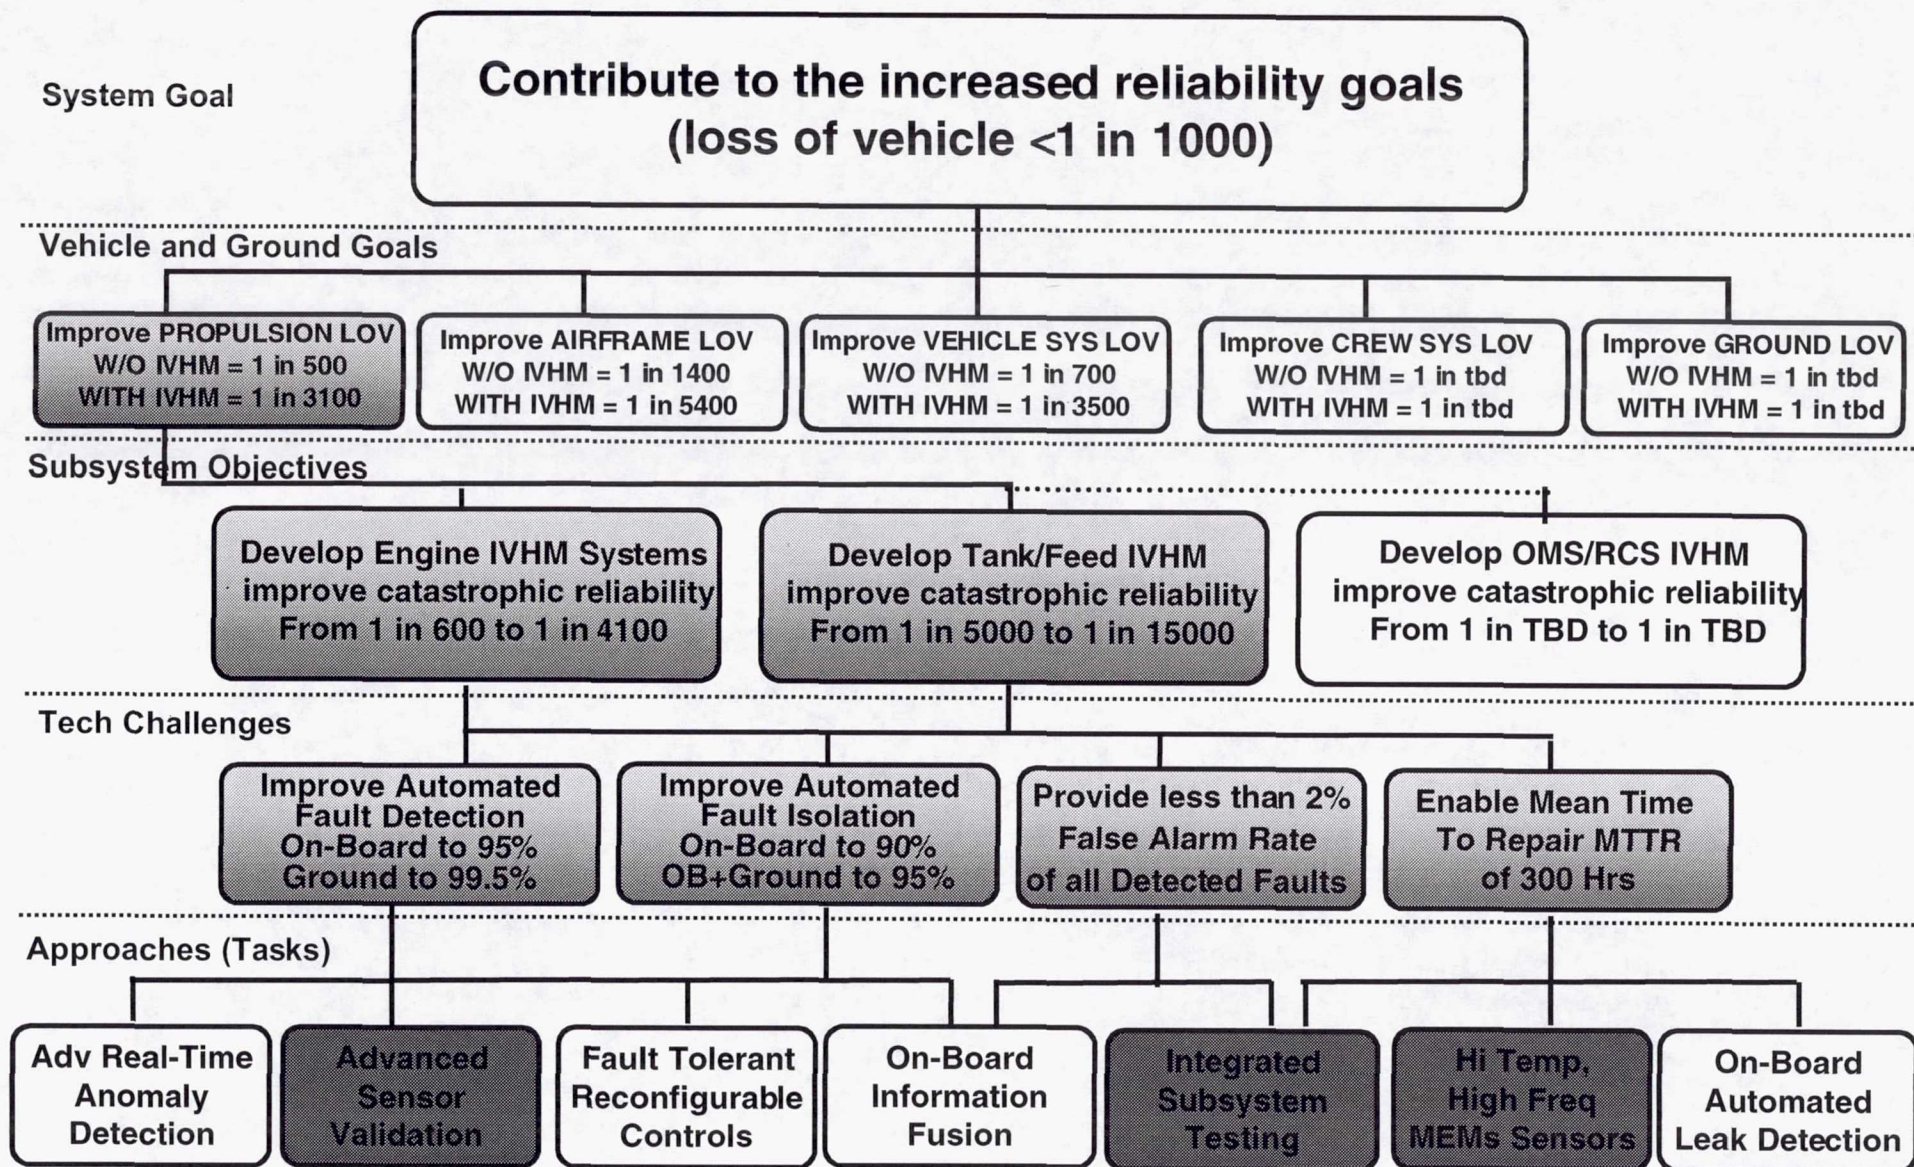 System Goal
Contribute to the increased reliability goals
(loss of vehicle <1 in 1000)
Vehicle and Ground Goals
Improve PROPULSION LOV
W/O IVHM = 1 in 500
WITH IVHM = 1 in 3100
Improve AIRFRAME LOV
W/O IVHM = 1 in 1400
WITH IVHM = 1 in 5400
Improve VEHICLE SYS LOV
W/O IVHM = 1 in 700
WITH IVHM = 1 in 3500
Improve CREW SYS LOV
W/O IVHM = 1 in tbd
WITH IVHM = 1 in tbd
Improve GROUND LOV
W/O IVHM = 1 in tbd
WITH IVHM = 1 in tbd
Subsystem Objectives
Develop Engine IVHM Systems
improve catastrophic reliability
From 1 in 600 to 1 in 4100
Develop Tank/Feed IVHM
improve catastrophic reliability
From 1 in 5000 to 1 in 15000
Develop OMS/RCS IVHM
improve catastrophic reliability
From 1 in TBD to 1 in TBD
Tech Challenges
Improve Automated
Fault Detection
On-Board to 95%
Ground to 99.5%
Improve Automated
Fault Isolation
On-Board to 90%
OB+Ground to 95%
Provide less than 2%
False Alarm Rate
of all Detected Faults
Enable Mean Time
To Repair MTTR
of 300 Hrs
Approaches (Tasks)
Adv Real-Time
Anomaly
Detection
Advanced
Sensor
Validation
Fault Tolerant
Reconfigurable
Controls
On-Board
Information
Fusion
Integrated
Subsystem
Testing
Hi Temp,
High Freq
MEMs Sensors
On-Board
Automated
Leak Detection